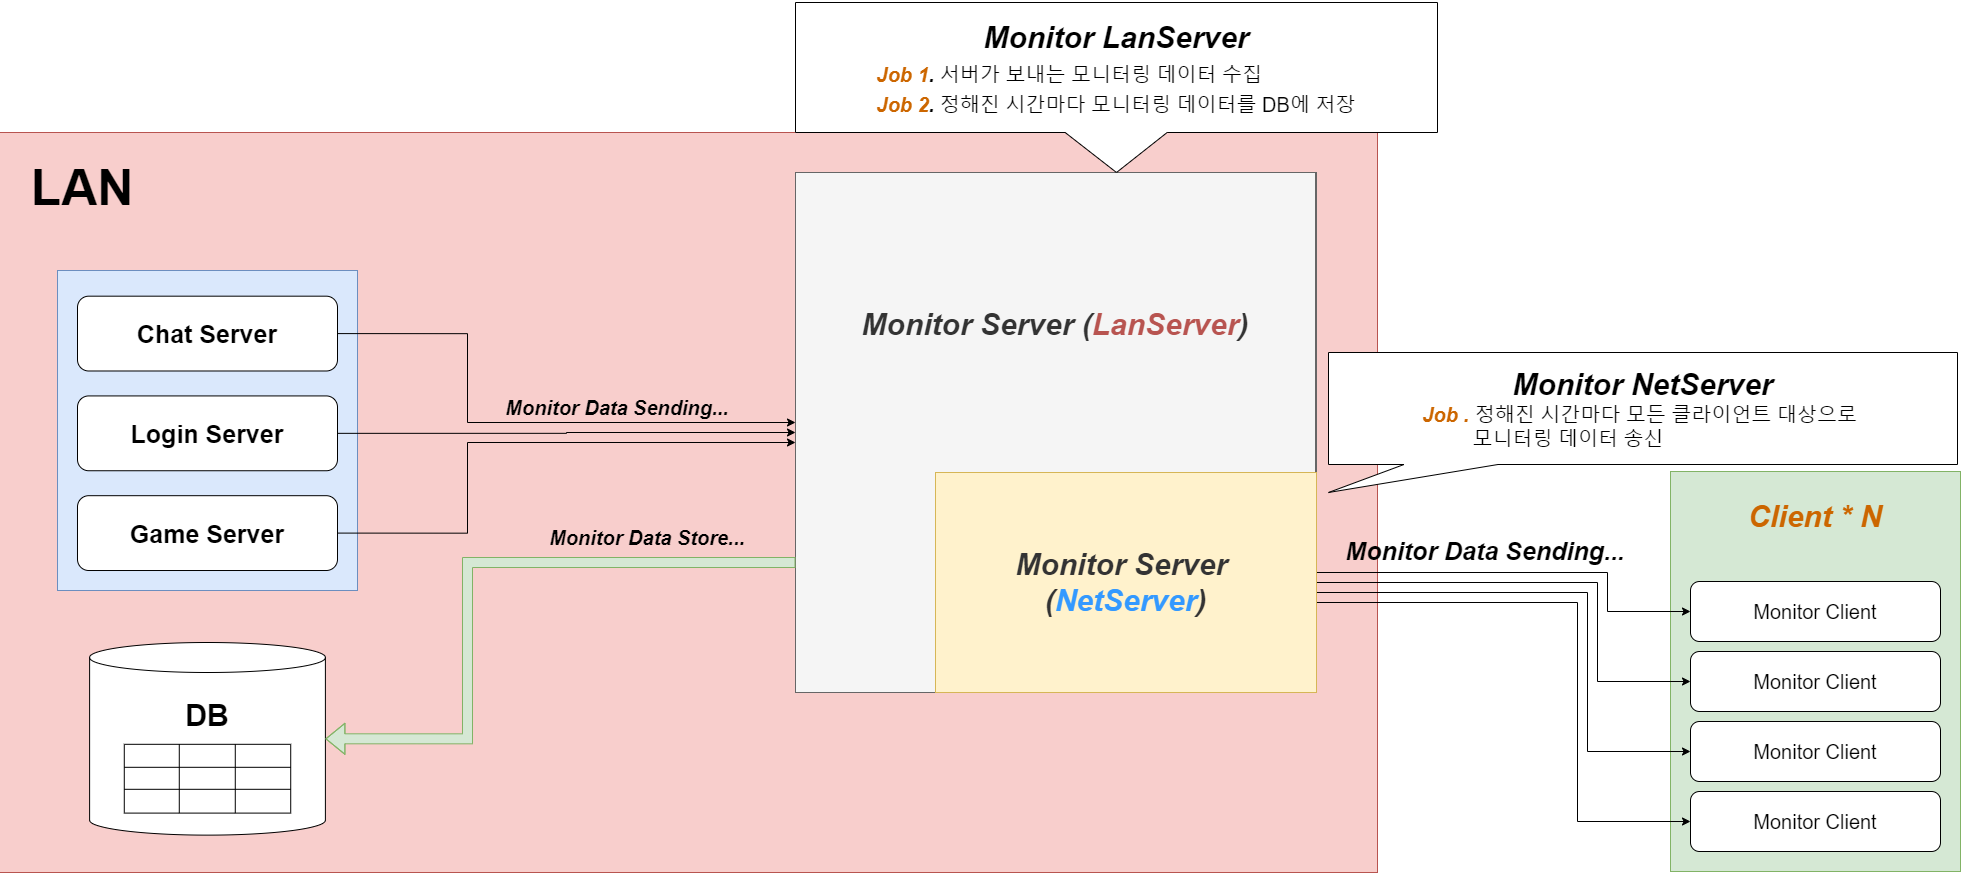 Monitor LanServer
Job 1. 서버가 보내는 모니터링 데이터 수집
Job 2. 정해진 시간마다 모니터링 데이터를 DB에 저장
LAN
Chat Server
Login Server
Game Server
Monitor Data Sending...
Monitor Data Store...
DB
Monitor Server (LanServer)
Monitor Server
(NetServer)
Monitor NetServer
Job . 정해진 시간마다 모든 클라이언트 대상으로
모니터링 데이터 송신
Monitor Data Sending...
Client * N
Monitor Client
Monitor Client
Monitor Client
Monitor Client